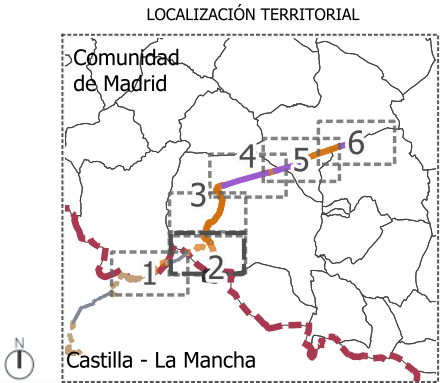 LOCALIZACIÓN TERRITORIAL
Comunidad
de Madrid
6
5
4
3
2
1
Castilla - La Mancha
N